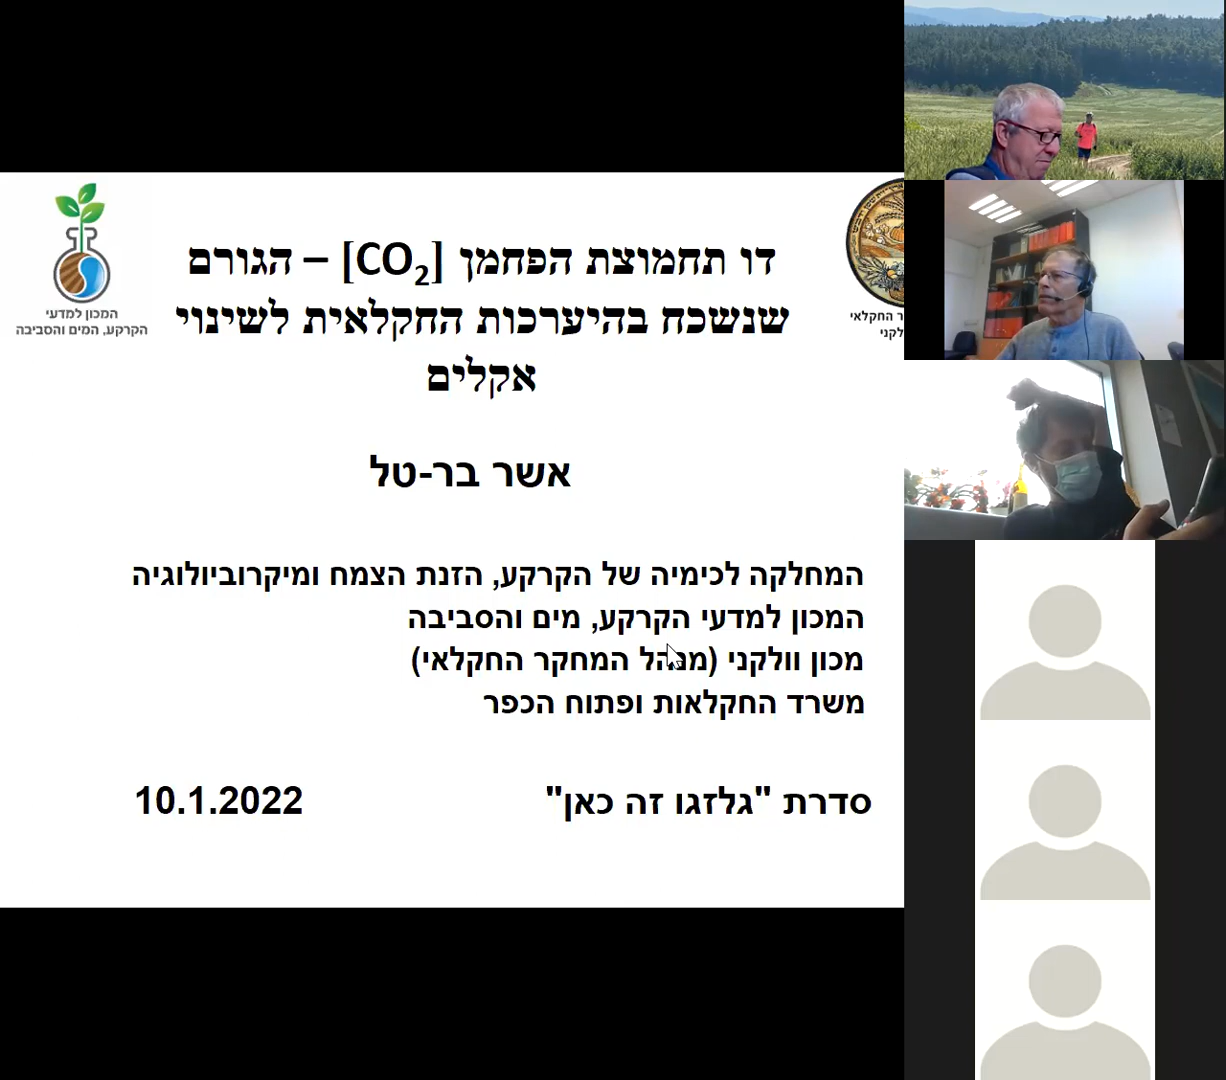 דו תחמוצת הפחמן [CO₂] – הגורם
שנשכח בהיערכות החקלאית לשינוי
אקלים
אשר בר-טל
המחלקה לכימיה של הקרקע, הזנת הצמח ומיקרוביולוגיה
המכון למדעי הקרקע, מים והסביבה
מכון וולקני (מנהל המחקר החקלאי)
משרד החקלאות ופתוח הכפר
סדרת "גלזגו זה כאן" 10.1.2022
המכון למדעי
הקרקע, המים והסביבה
ר החקלאי
לקני